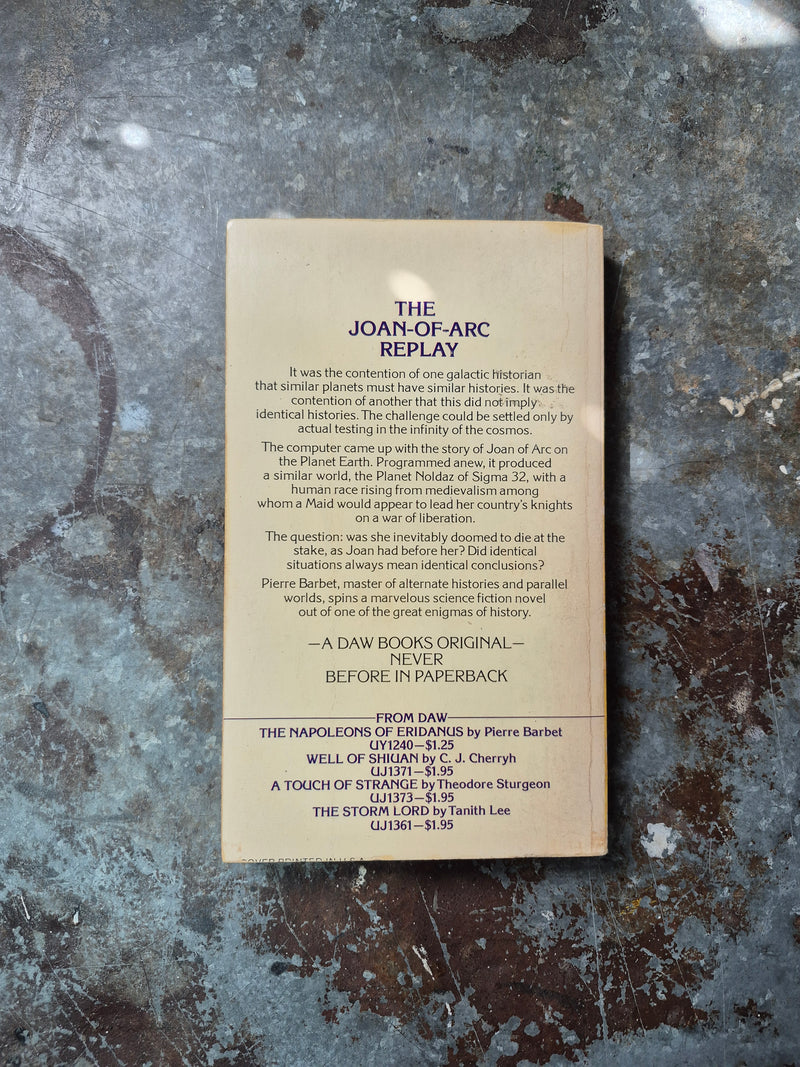 THE
JOAN-OF-ARC
REPLAY
It was the contention of one galactic historian
that similar planets must have similar histories. It was the
contention of another that this did not imply
identical histories. The challenge could be settled only by
actual testing in the infinity of the cosmos.
The computer came up with the story of Joan of Arc on
the Planet Earth. Programmed anew, it produced
a similar world, the Planet Noldaz of Sigma 32, with a
human race rising from medievalism among
whom a Maid would appear to lead her country's knights
on a war of liberation.
The question: was she inevitably doomed to die at the
stake, as Joan had before her? Did identical
situations always mean identical conclusions?
Pierre Barbet, master of alternate histories and parallel
worlds, spins a marvelous science fiction novel
out of one of the great enigmas of history.
—A DAW BOOKS ORIGINAL—
NEVER
BEFORE IN PAPERBACK
FROM DAW
THE NAPOLEONS OF ERIDANUS by Pierre Barbet
UY1240—$1.25
WELL OF SHIUAN by C. J. Cherryh
UJ1371—$1.95
A TOUCH OF STRANGE by Theodore Sturgeon
UJ1373—$1.95
THE STORM LORD by Tanith Lee
UJ1361—$1.95
COVER PRINTED IN U.S.A.